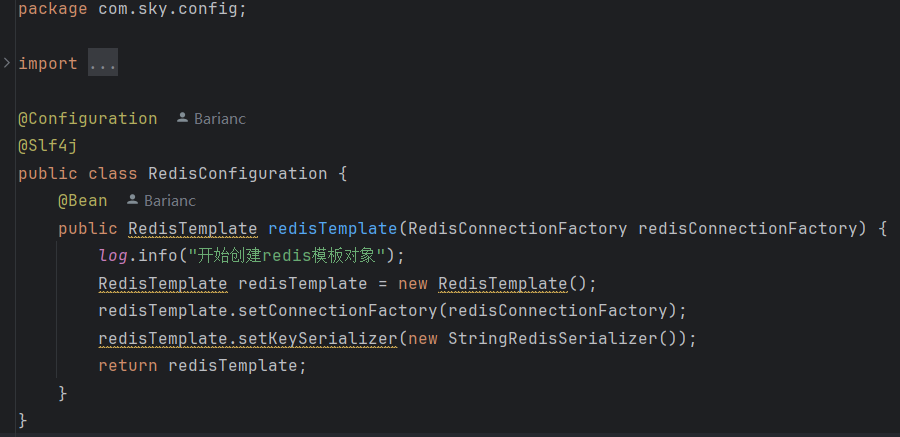 package com.sky.config;
import ...
@Configuration Barianc
@Slf4j
public class RedisConfiguration {
@Bean Barianc
public RedisTemplate redisTemplate(RedisConnectionFactory redisConnectionFactory) {
log.info("开始创建redis模板对象");
RedisTemplate redisTemplate = new RedisTemplate();
redisTemplate.setConnectionFactory(redisConnectionFactory);
redisTemplate.setKeySerializer(new StringRedisSerializer());
return redisTemplate;
}
}